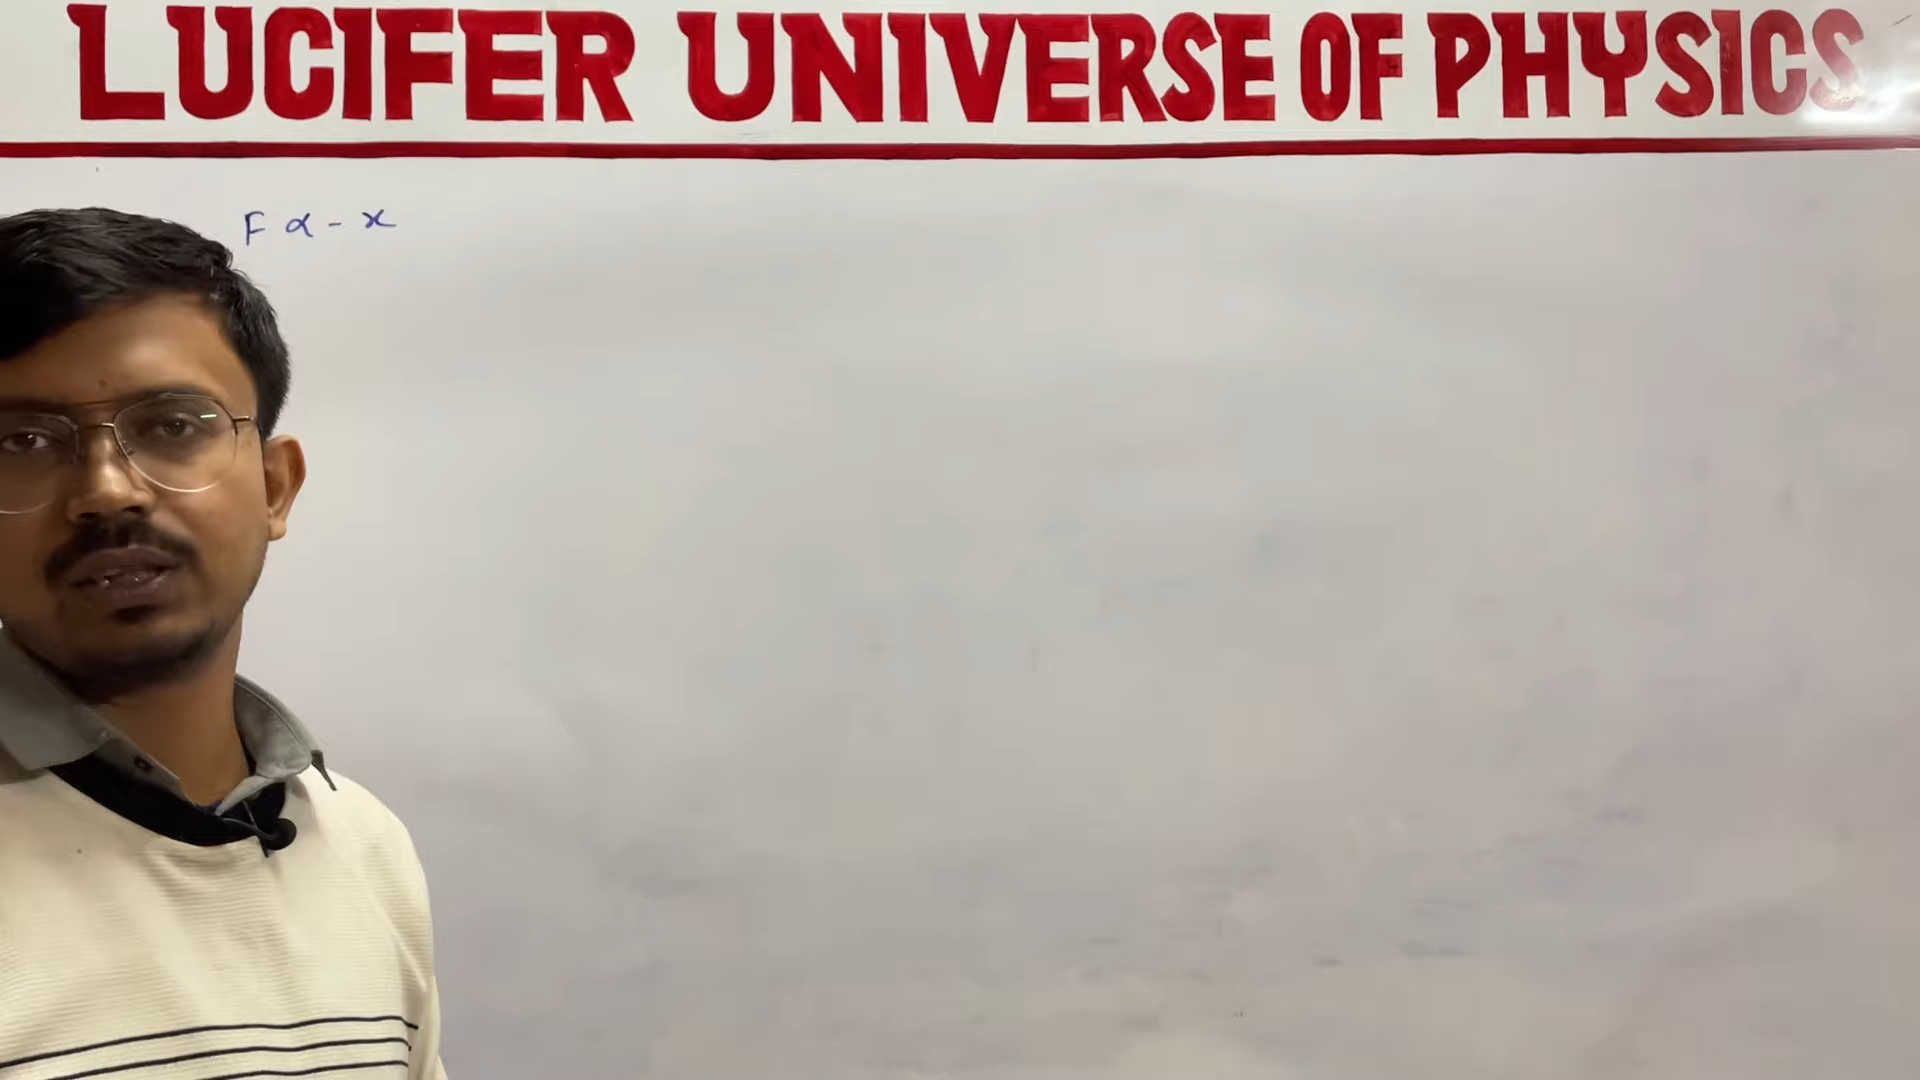 LUCIFER UNIVERSE OF PHYSICS
F α - x